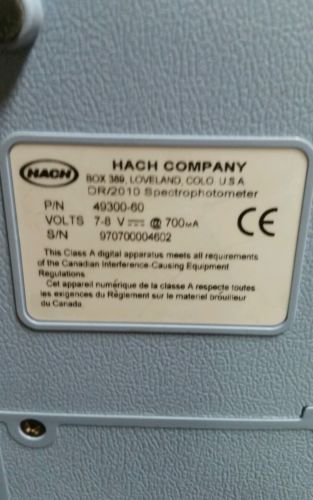 HACH
HACH COMPANY
BOX 389, LOVELAND, COLO. U S A
DR/2010 Spectrophotometer
P/N 49300-60
VOLTS 7-8 V ⎓ @ 700mA
S/N 970700004602
CE
This Class A digital apparatus meets all requirements
of the Canadian Interference-Causing Equipment
Regulations.
Cet appareil numérique de la classe A respecte toutes
les exigences du Règlement sur le materiel brouilleur
du Canada.